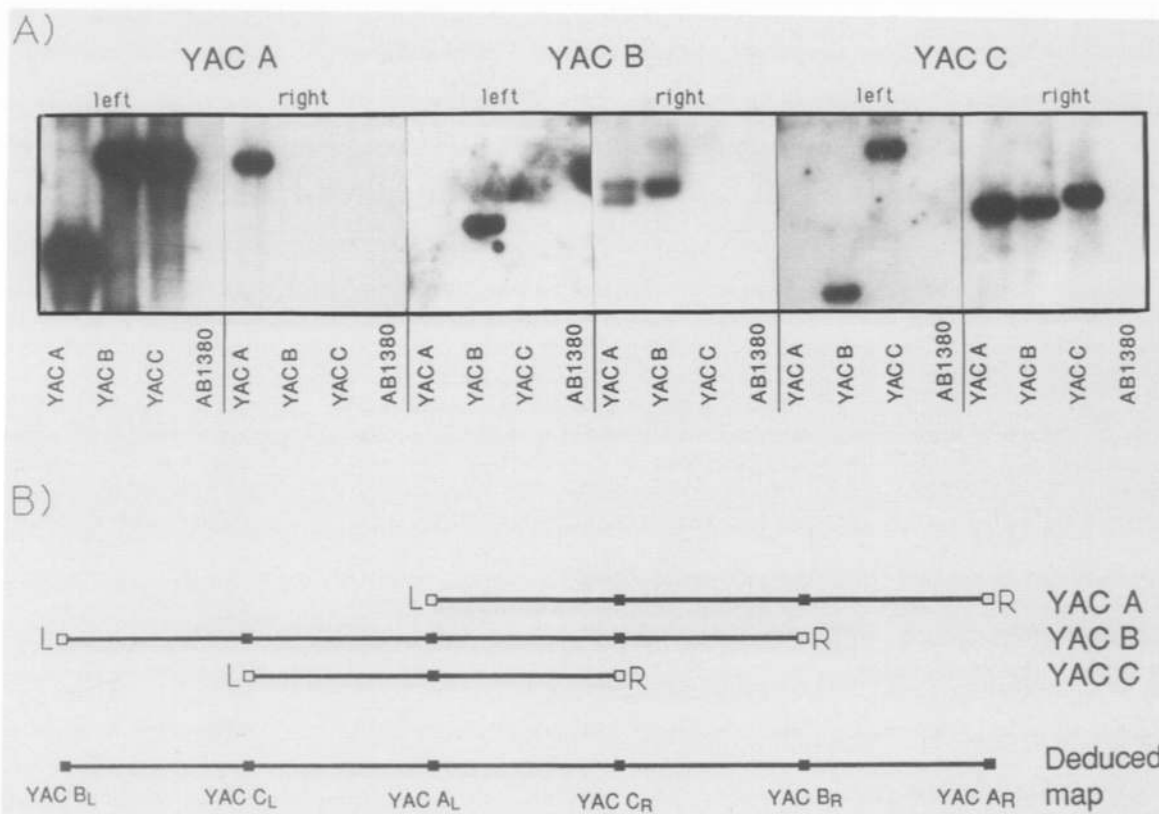 A)
YAC A YAC B YAC C
left right left right left right
YAC A YAC B YAC C AB1380 YAC A YAC B YAC C AB1380 YAC A YAC B YAC C AB1380 YAC A YAC B YAC C AB1380 YAC A YAC B YAC C AB1380 YAC A YAC B YAC C AB1380
B)
L R YAC A
L R YAC B
L R YAC C
Deduced
map
YAC BL YAC CL YAC AL YAC CR YAC BR YAC AR